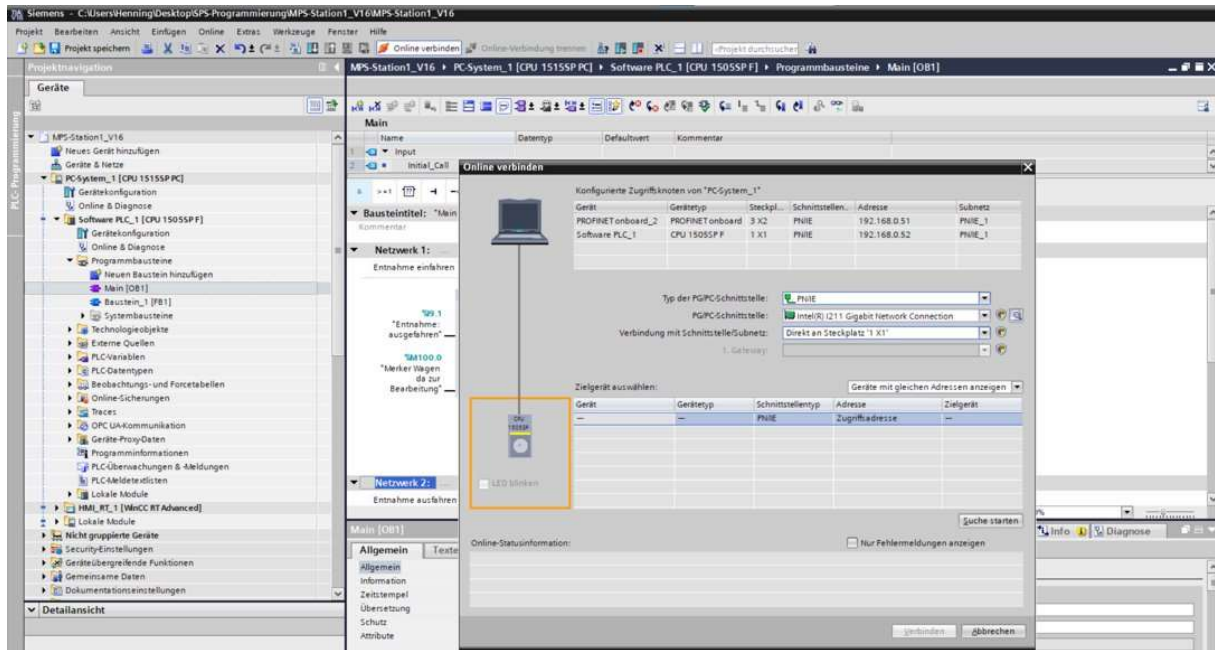 Siemens - C:\Users\Henning\Desktop\SPS-Programmierung\MPS-Station1_V16\MPS-Station1_V16
Projekt Bearbeiten Ansicht Einfügen Online Extras Werkzeuge Fenster Hilfe
Projekt speichern Online verbinden Online-Verbindung trennen <Projekt durchsuchen>
Projektnavigation
MPS-Station1_V16 PC-System_1 [CPU 1515SP PC] Software PLC_1 [CPU 1505SP F] Programmbausteine Main [OB1]
Geräte
PLC-Programmierung
MPS-Station1_V16
Neues Gerät hinzufügen
Geräte & Netze
PC-System_1 [CPU 1515SP PC]
Gerätekonfiguration
Online & Diagnose
Software PLC_1 [CPU 1505SP F]
Gerätekonfiguration
Online & Diagnose
Programmbausteine
Neuen Baustein hinzufügen
Main [OB1]
Baustein_1 [FB1]
Systembausteine
Technologieobjekte
Externe Quellen
PLC-Variablen
PLC-Datentypen
Beobachtungs- und Forcetabellen
Online-Sicherungen
Traces
OPC UA-Kommunikation
Geräte-Proxy-Daten
Programminformationen
PLC-Überwachungen & -Meldungen
PLC-Meldetextlisten
Lokale Module
HMI_RT_1 [WinCC RT Advanced]
Lokale Module
Nicht gruppierte Geräte
Security-Einstellungen
Geräteübergreifende Funktionen
Gemeinsame Daten
Dokumentationseinstellungen
Detailansicht
Main
Name Datentyp Defaultwert Kommentar
1 Input
2 Initial_Call
Bausteintitel: "Main
Kommentar
Netzwerk 1:
Entnahme einfahren
"Entnahme:
ausgefahren"
%M100.0
"Merker Wagen
da zur
Bearbeitung"
Netzwerk 2:
Entnahme ausfahren
Main [OB1]
Allgemein Texte
Info Diagnose
Allgemein
Information
Zeitstempel
Übersetzung
Schutz
Attribute
Online verbinden
Konfigurierte Zugriffsknoten von "PC-System_1"
Gerät Gerätetyp Steckpl... Schnittstellen... Adresse Subnetz
PROFINET onboard_2 PROFINET onboard 3 X2 PN/IE 192.168.0.51 PN/IE_1
Software PLC_1 CPU 1505SP F 1 X1 PN/IE 192.168.0.52 PN/IE_1
Typ der PG/PC-Schnittstelle: PN/IE
PG/PC-Schnittstelle: Intel(R) I211 Gigabit Network Connection
Verbindung mit Schnittstelle/Subnetz: Direkt an Steckplatz '1 X1'
1. Gateway:
Zielgerät auswählen: Geräte mit gleichen Adressen anzeigen
Gerät Gerätetyp Schnittstellentyp Adresse Zielgerät
— — PN/IE Zugriffsadresse —
CPU
1505SP
LED blinken
Suche starten
Online-Statusinformation: Nur Fehlermeldungen anzeigen
Verbinden Abbrechen